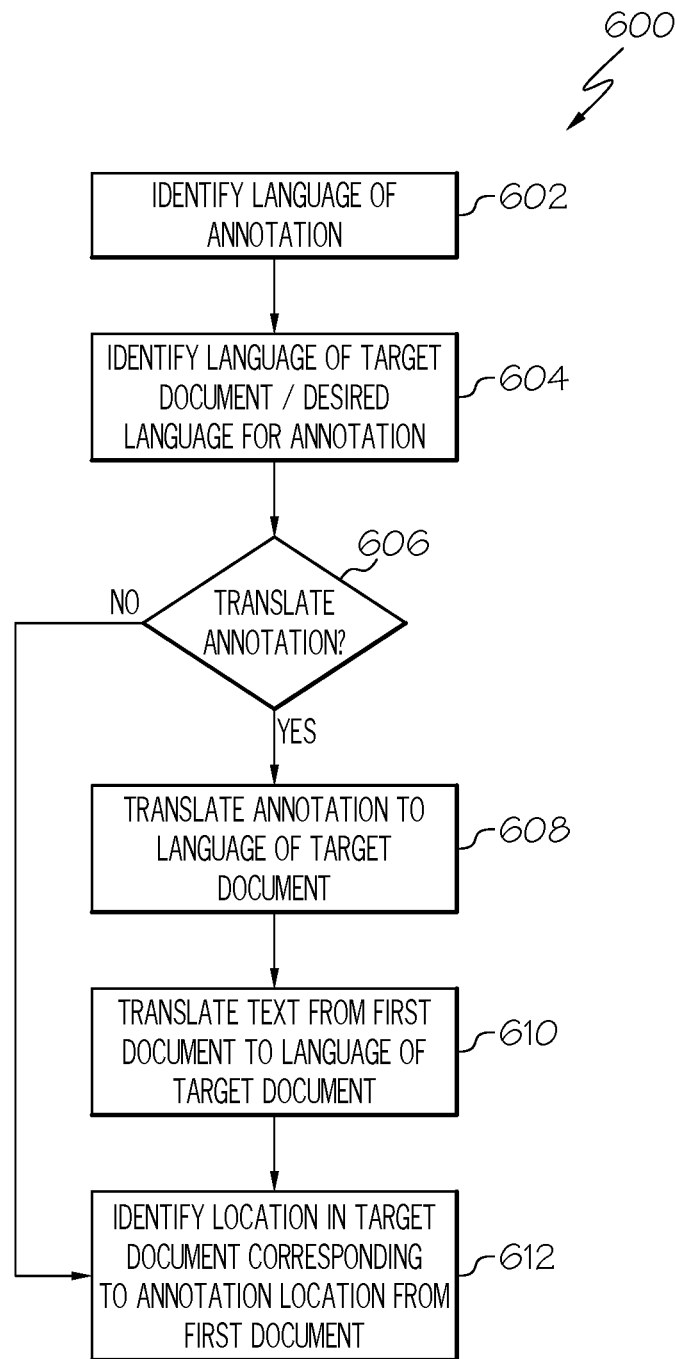 600
IDENTIFY LANGUAGE OF
ANNOTATION
602
IDENTIFY LANGUAGE OF TARGET
DOCUMENT / DESIRED
LANGUAGE FOR ANNOTATION
604
606
NO
TRANSLATE
ANNOTATION?
YES
TRANSLATE ANNOTATION TO
LANGUAGE OF TARGET
DOCUMENT
608
TRANSLATE TEXT FROM FIRST
DOCUMENT TO LANGUAGE OF
TARGET DOCUMENT
610
IDENTIFY LOCATION IN TARGET
DOCUMENT CORRESPONDING
TO ANNOTATION LOCATION FROM
FIRST DOCUMENT
612